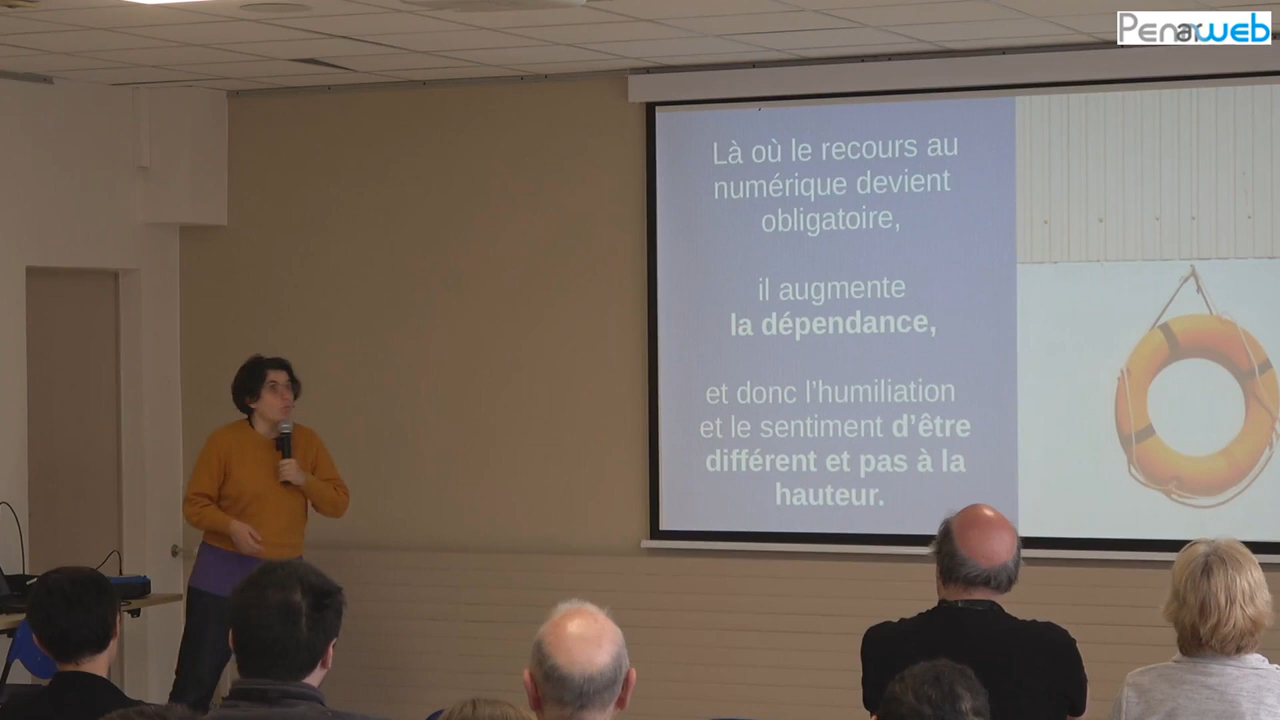 Penarweb
Là où le recours au
numérique devient
obligatoire,
il augmente
la dépendance,
et donc l’humiliation
et le sentiment d’être
différent et pas à la
hauteur.